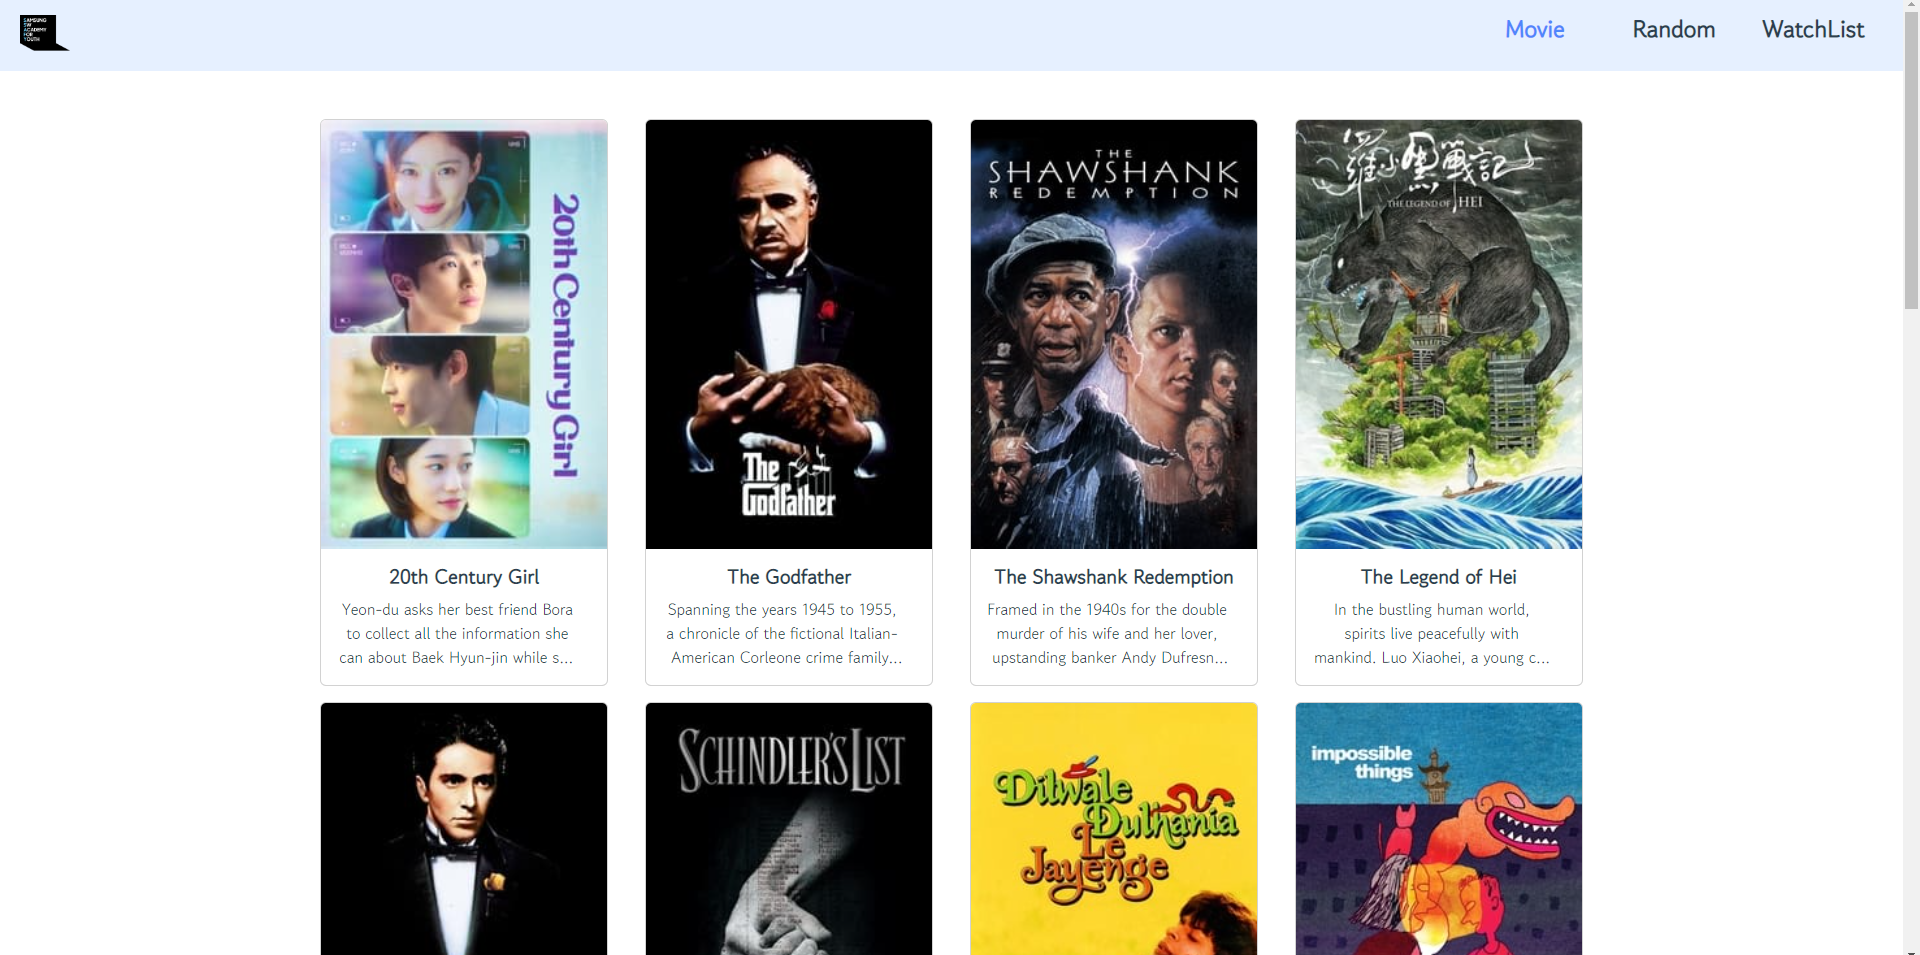 SAMSUNG
SW
ACADEMY
FOR
YOUTH
Movie
Random
WatchList
20th Century Girl
The
Godfather
THE
SHAWSHANK
REDEMPTION
羅小黑戰記
THE LEGEND OF HEI
20th Century Girl
Yeon-du asks her best friend Bora
to collect all the information she
can about Baek Hyun-jin while s...
The Godfather
Spanning the years 1945 to 1955,
a chronicle of the fictional Italian-
American Corleone crime family...
The Shawshank Redemption
Framed in the 1940s for the double
murder of his wife and her lover,
upstanding banker Andy Dufresn...
The Legend of Hei
In the bustling human world,
spirits live peacefully with
mankind. Luo Xiaohei, a young c...
SCHINDLER'S LIST
Dilwale
Dulhania
Le
Jayenge
impossible
things